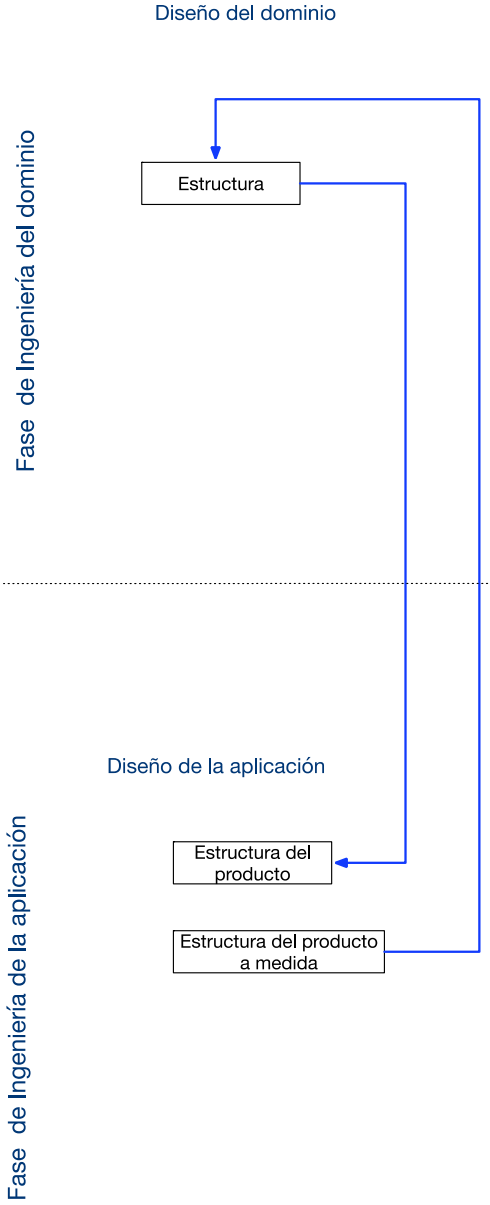 Diseño del dominio
Fase de Ingeniería del dominio
Estructura
Diseño de la aplicación
Fase de Ingeniería de la aplicación
Estructura del
producto
Estructura del producto
a medida